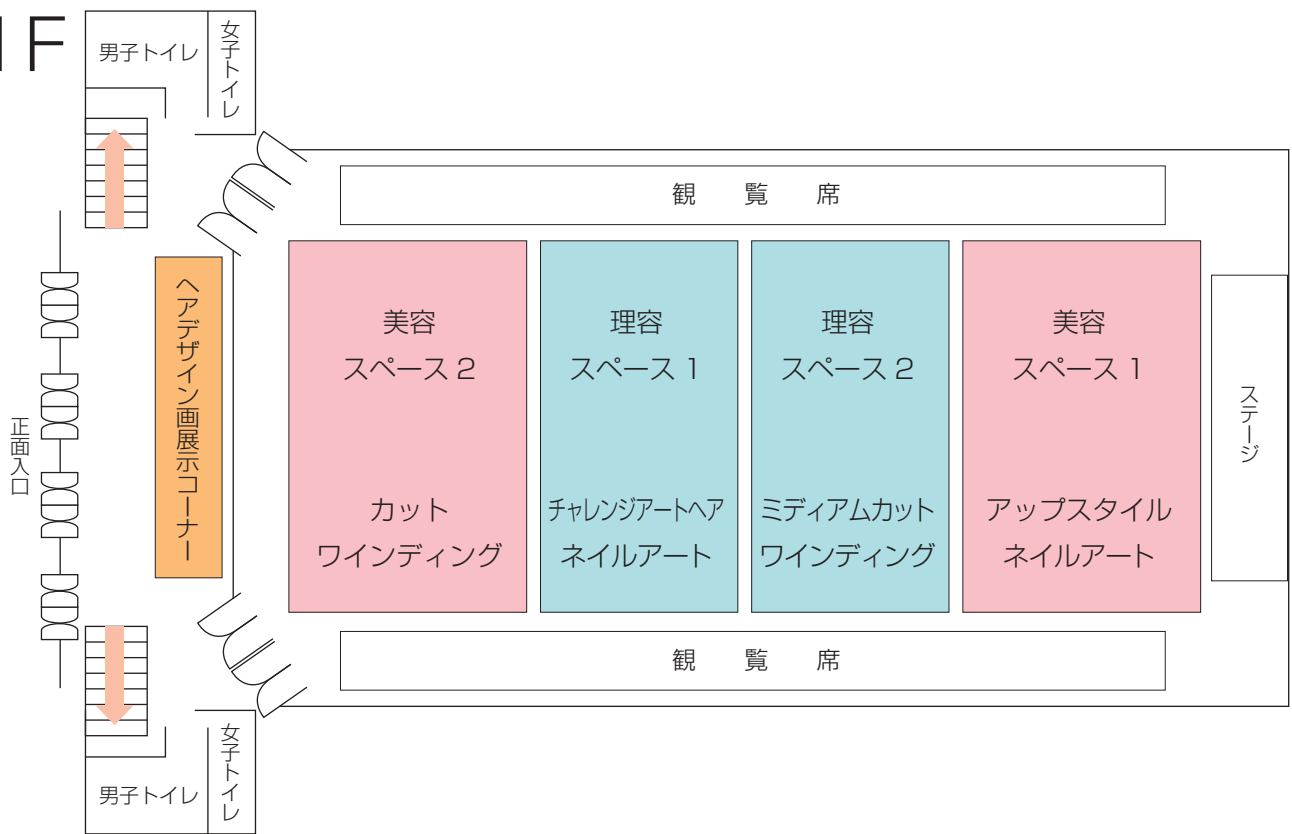 1F
男子トイレ
女子トイレ
観覧席
ヘアデザイン画展示コーナー
正面入口
美容
スペース 2
カット
ワインディング
理容
スペース 1
チャレンジアートヘア
ネイルアート
理容
スペース 2
ミディアムカット
ワインディング
美容
スペース 1
アップスタイル
ネイルアート
ステージ
観覧席
男子トイレ
女子トイレ